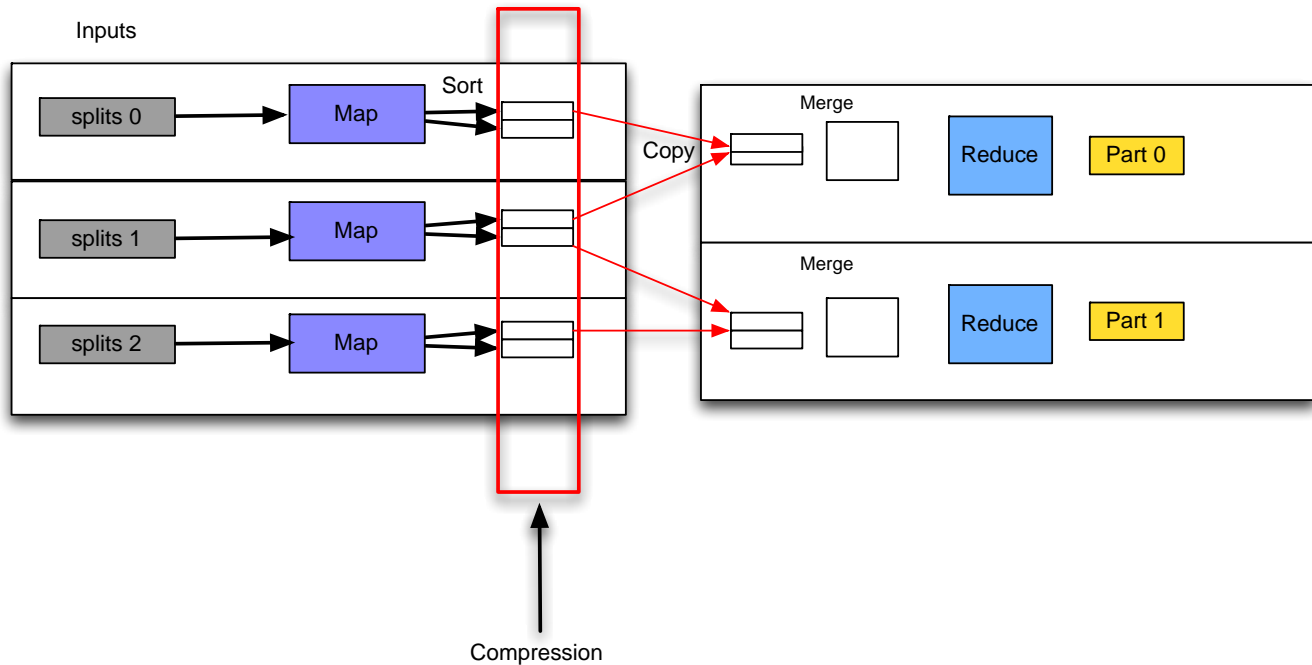 Inputs
Sort
splits 0
Map
splits 1
Map
splits 2
Map
Copy
Merge
Reduce
Part 0
Merge
Reduce
Part 1
Compression